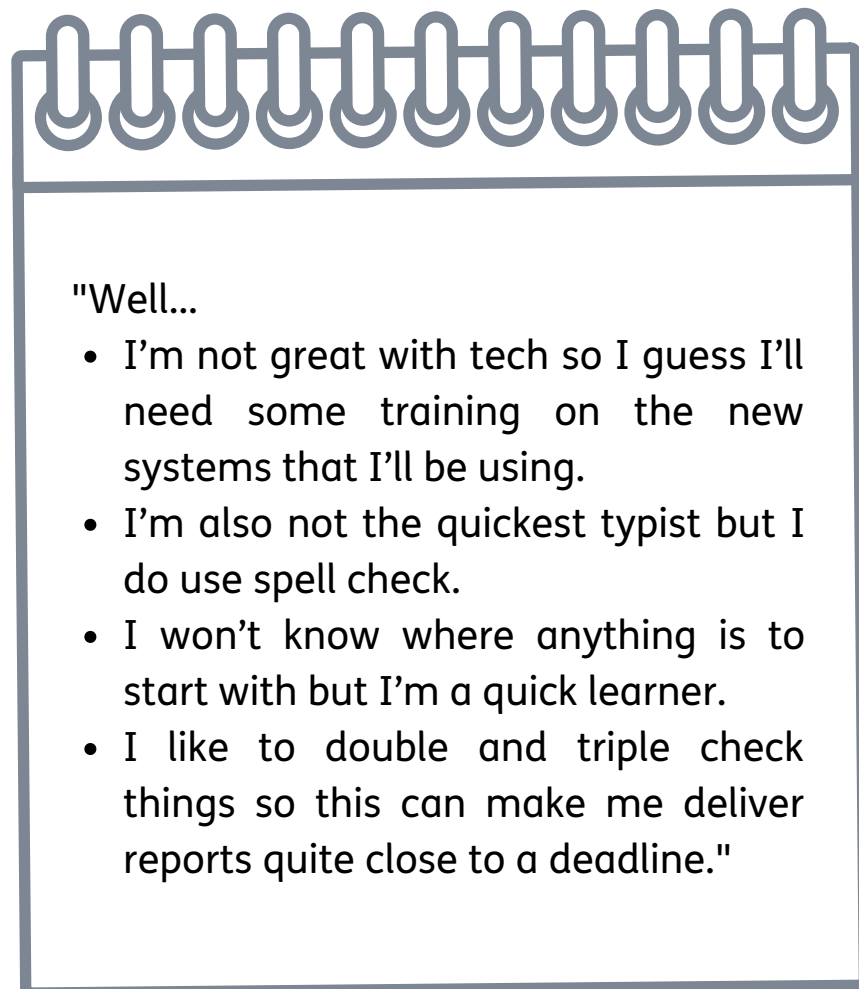 "Well...
• I’m not great with tech so I guess I’ll
need some training on the new
systems that I’ll be using.
• I’m also not the quickest typist but I
do use spell check.
• I won’t know where anything is to
start with but I’m a quick learner.
• I like to double and triple check
things so this can make me deliver
reports quite close to a deadline."